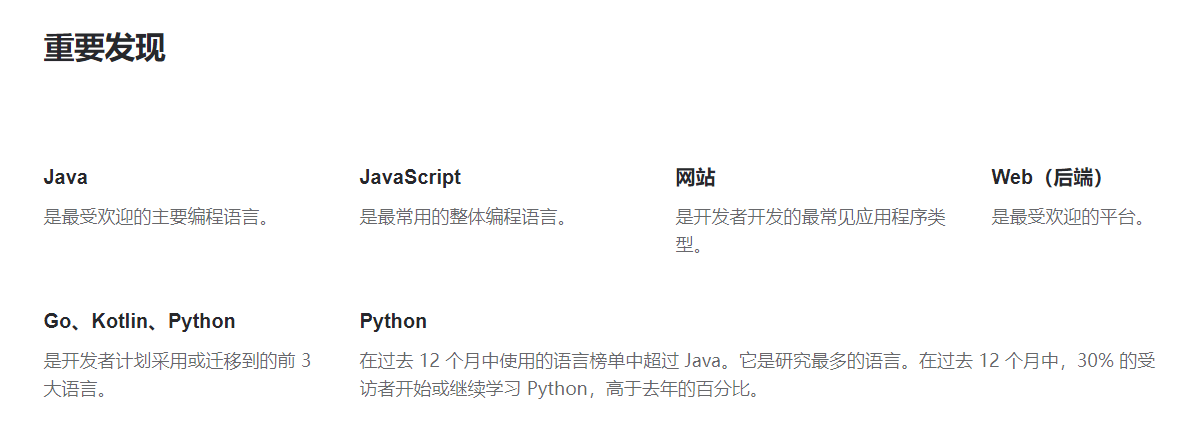 重要发现
Java
是最受欢迎的主要编程语言。
JavaScript
是最常用的整体编程语言。
网站
是开发者开发的最常见应用程序类
型。
Web（后端）
是最受欢迎的平台。
Go、Kotlin、Python
是开发者计划采用或迁移到的前 3
大语言。
Python
在过去 12 个月中使用的语言榜单中超过 Java。它是研究最多的语言。在过去 12 个月中，30% 的受
访者开始或继续学习 Python，高于去年的百分比。